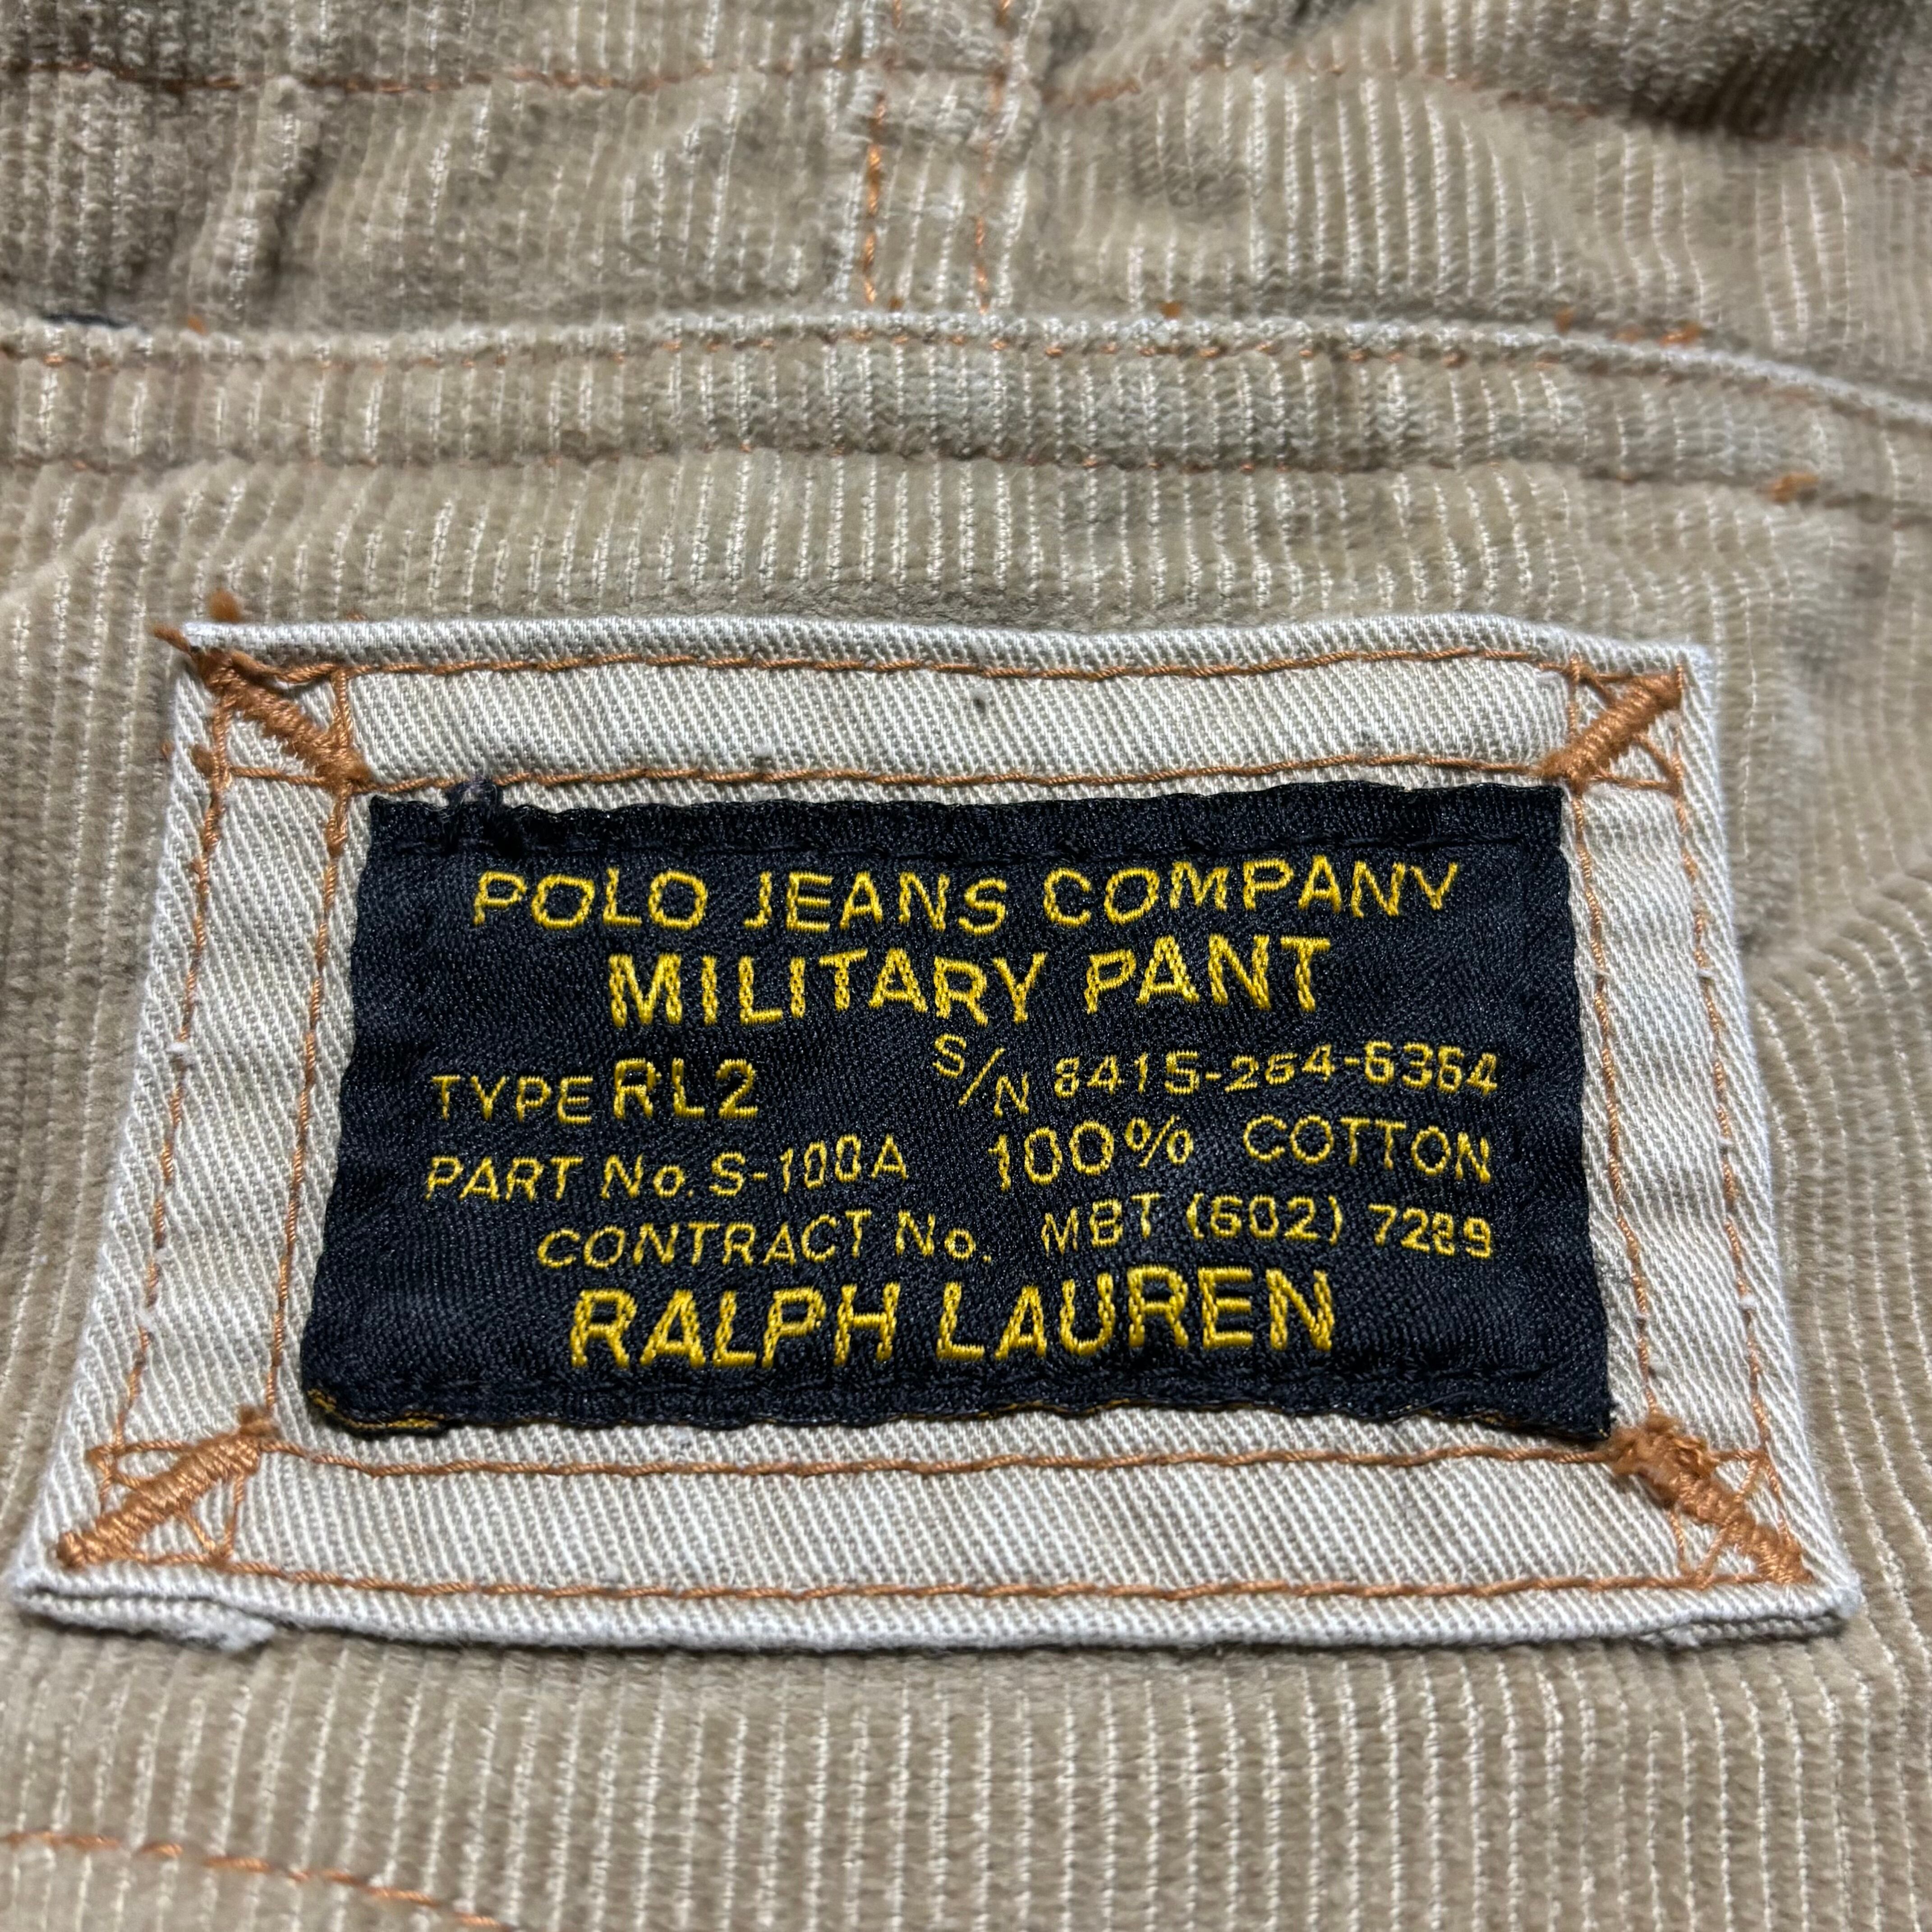 POLO JEANS COMPANY
MILITARY PANT
TYPE RL2 S/N 8415-264-6364
PART No. S-100A 100% COTTON
CONTRACT No. MBT (602) 7289
RALPH LAUREN